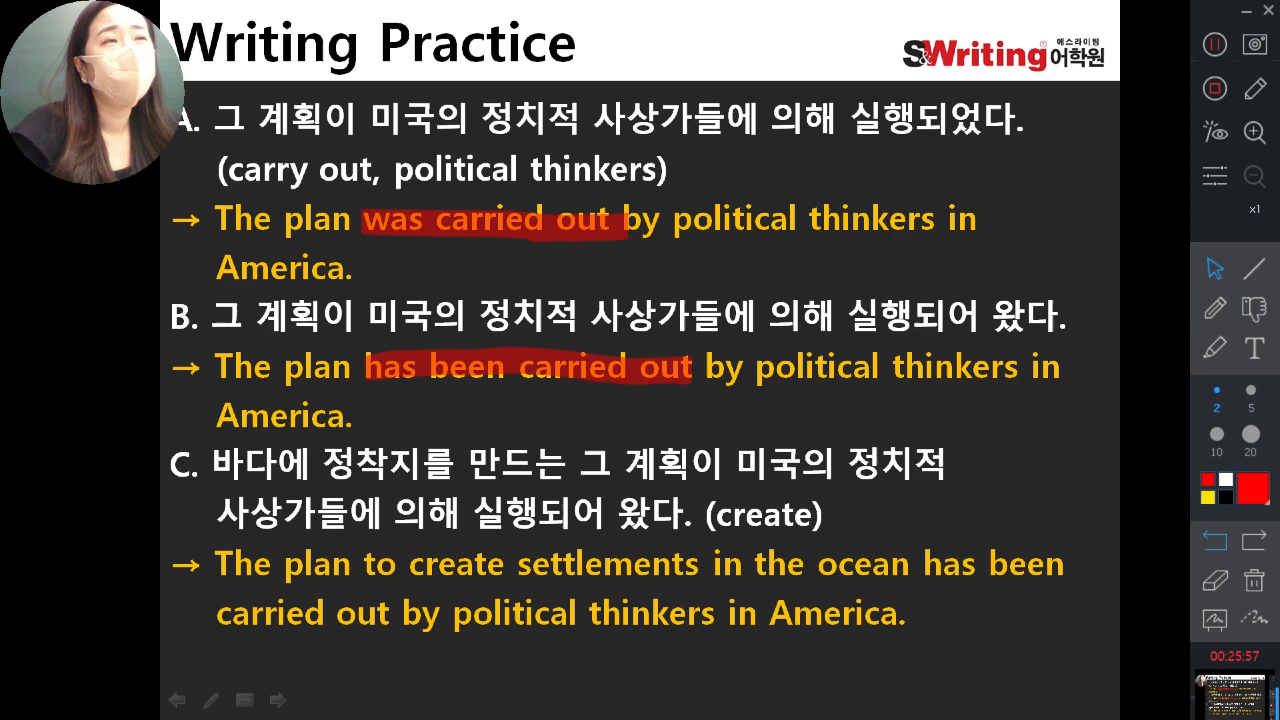 Writing Practice
S&Writing 에스라이팅 어학원
A. 그 계획이 미국의 정치적 사상가들에 의해 실행되었다.
(carry out, political thinkers)
→ The plan was carried out by political thinkers in
America.
B. 그 계획이 미국의 정치적 사상가들에 의해 실행되어 왔다.
→ The plan has been carried out by political thinkers in
America.
C. 바다에 정착지를 만드는 그 계획이 미국의 정치적
사상가들에 의해 실행되어 왔다. (create)
→ The plan to create settlements in the ocean has been
carried out by political thinkers in America.
x1
T
2 5
10 20
00:25:57